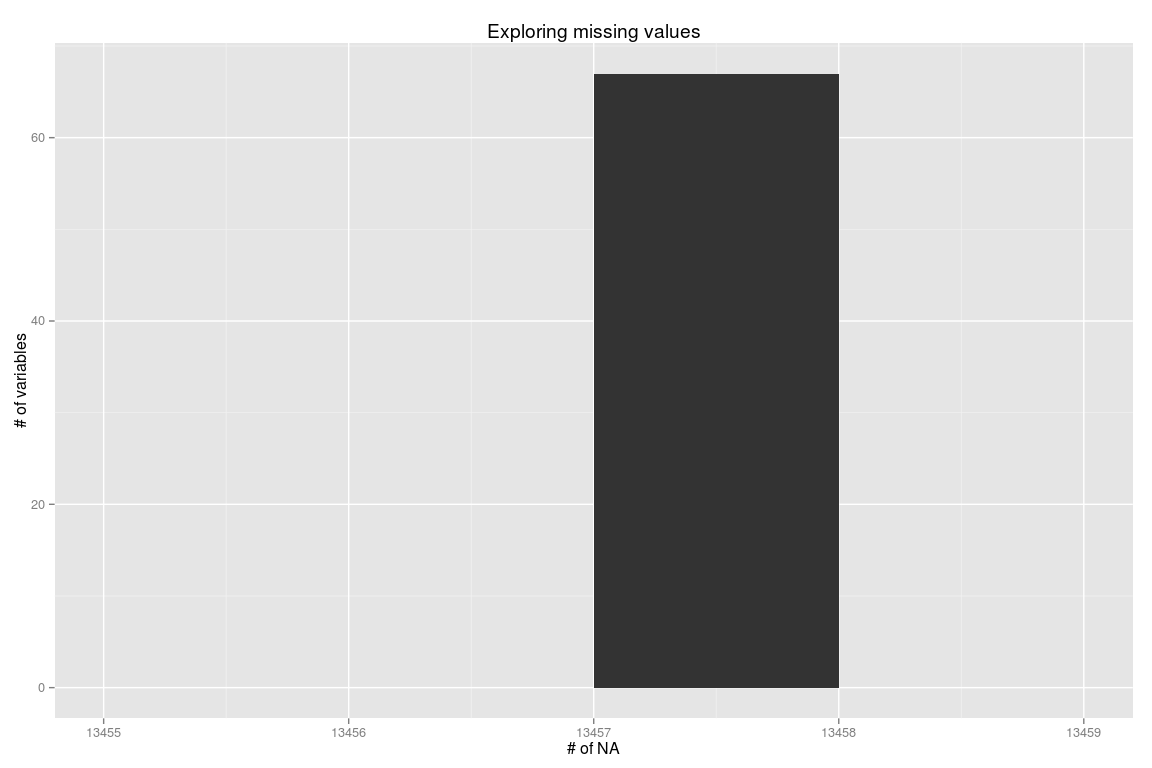 Exploring missing values
60
40
20
0
# of variables
13455 13456 13457 13458 13459
# of NA